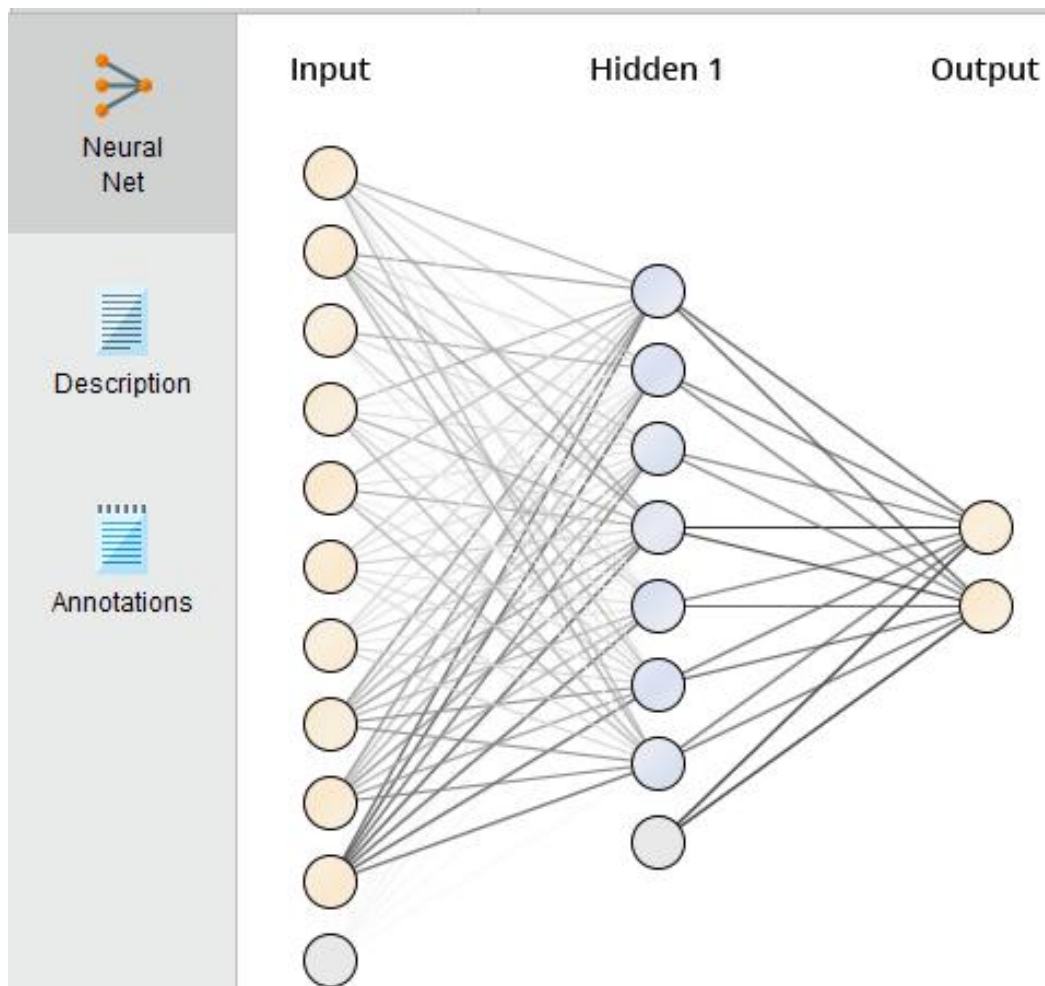 Input Hidden 1 Output
Neural
Net
Description
Annotations